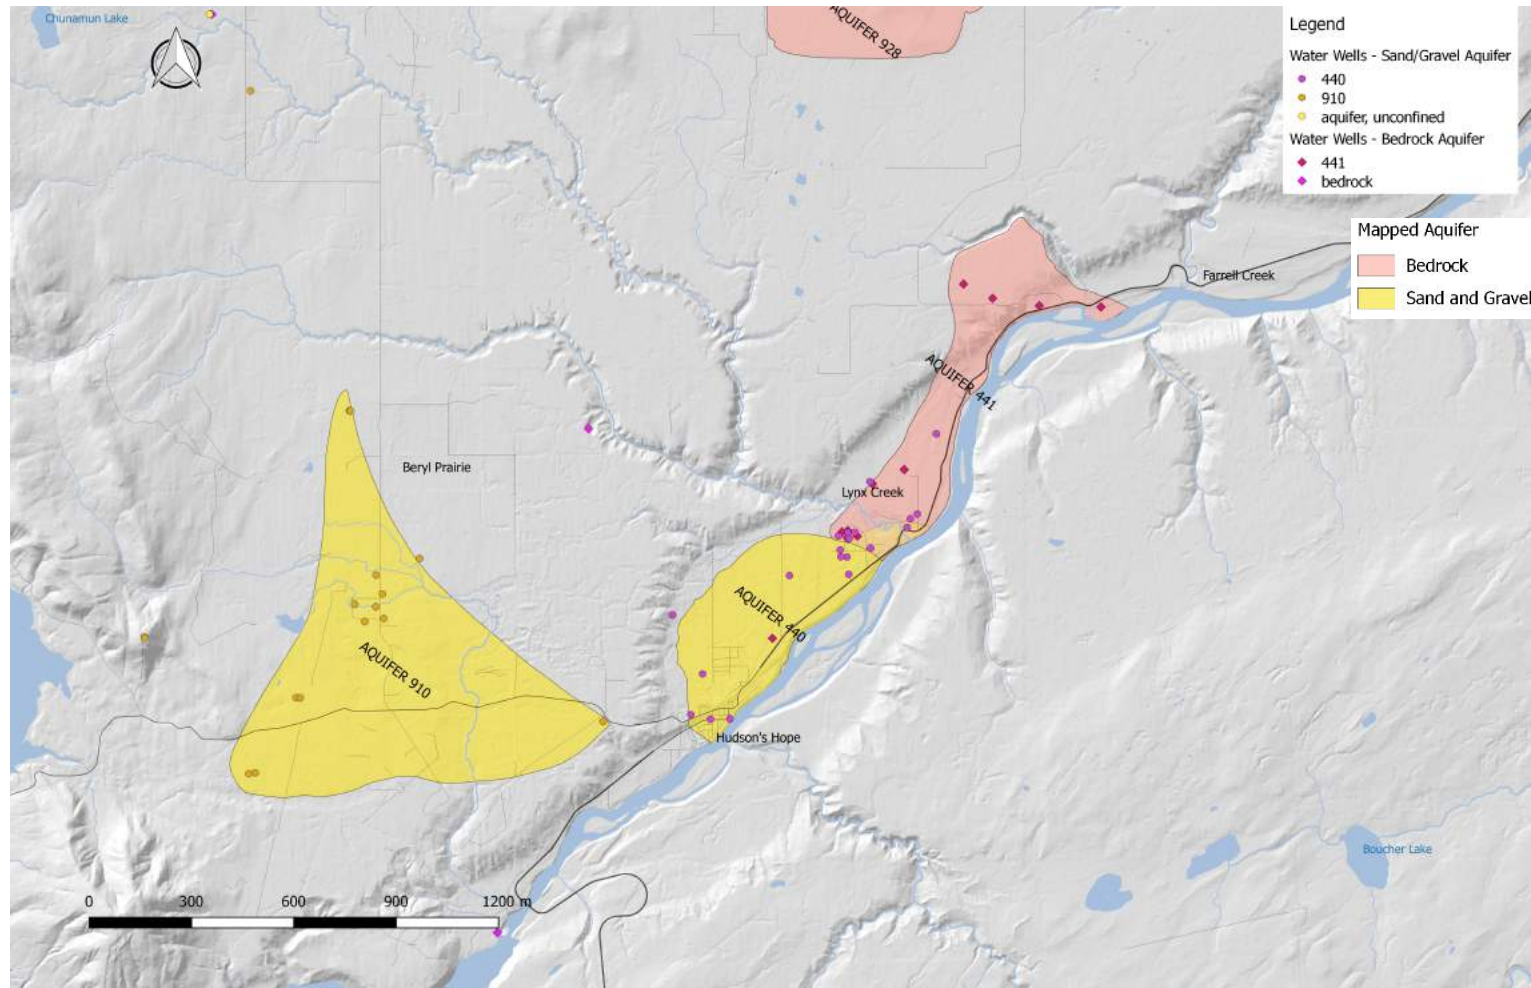 Chunamun Lake
AQUIFER 928
Legend
Water Wells - Sand/Gravel Aquifer
440
910
aquifer, unconfined
Water Wells - Bedrock Aquifer
441
bedrock
Mapped Aquifer
Bedrock
Sand and Gravel
Farrell Creek
AQUIFER 441
Beryl Prairie
Lynx Creek
AQUIFER 440
AQUIFER 910
Hudson's Hope
Boucher Lake
0 300 600 900 1200 m